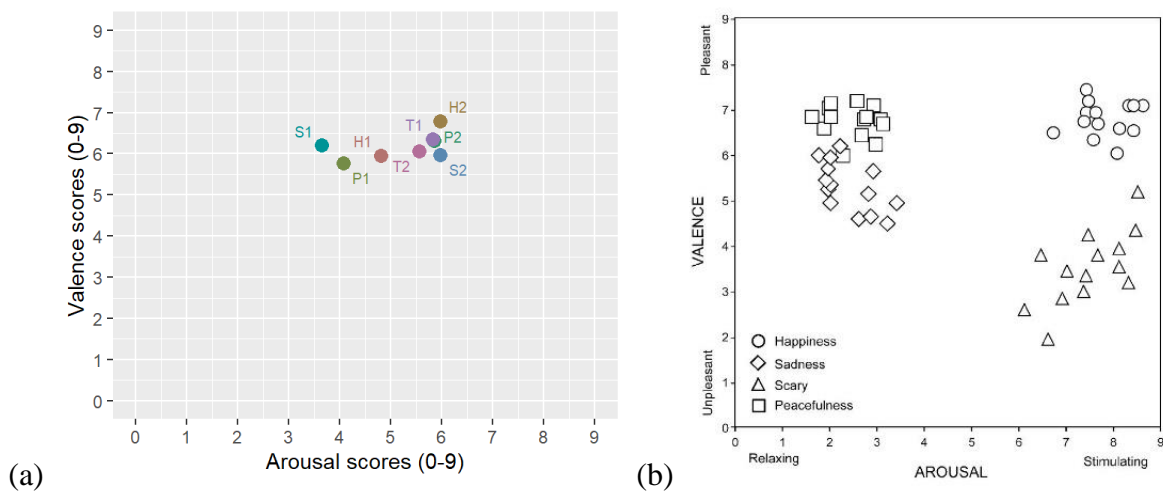 Valence scores (0-9)
9
8
7
6
5
4
3
2
1
0
H2
T1
P2
S1
H1
T2
S2
P1
0 1 2 3 4 5 6 7 8 9
Arousal scores (0-9)
(a)
Pleasant
VALENCE
Unpleasant
9
8
7
6
5
4
3
2
1
0
Happiness
Sadness
Scary
Peacefulness
0 1 2 3 4 5 6 7 8 9
Relaxing
Stimulating
AROUSAL
(b)